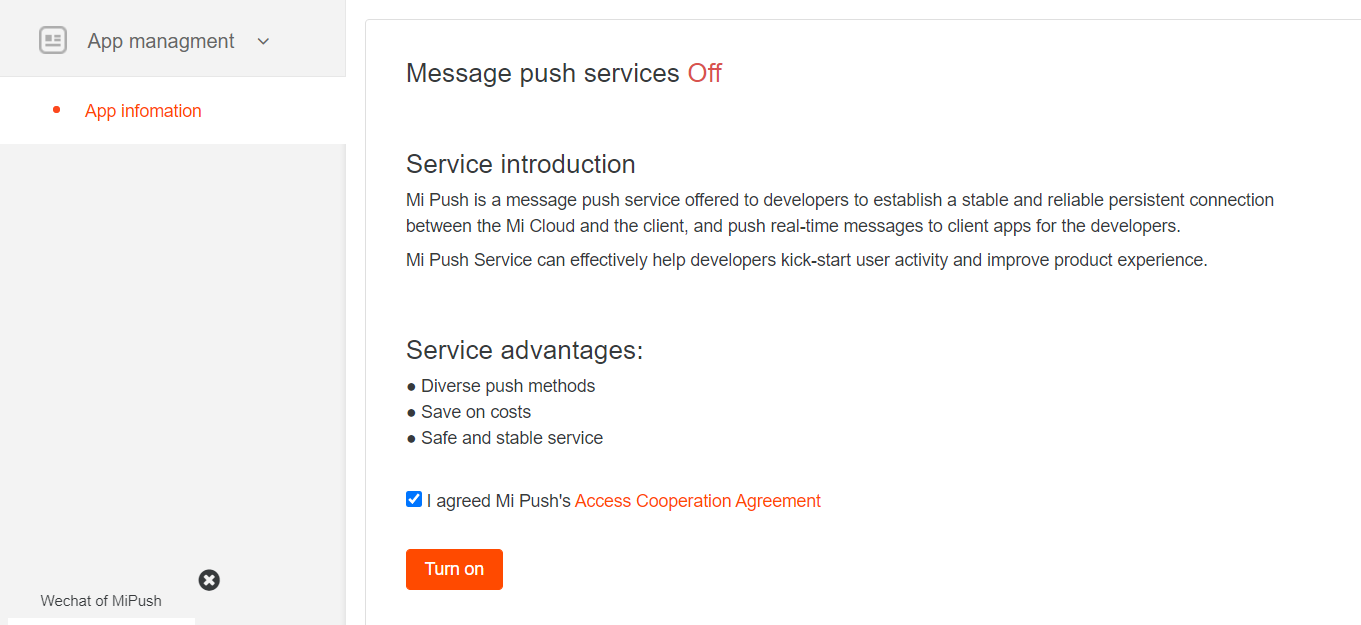 App managment
App infomation
Wechat of MiPush
Message push services Off
Service introduction
Mi Push is a message push service offered to developers to establish a stable and reliable persistent connection
between the Mi Cloud and the client, and push real-time messages to client apps for the developers.
Mi Push Service can effectively help developers kick-start user activity and improve product experience.
Service advantages:
● Diverse push methods
● Save on costs
● Safe and stable service
I agreed Mi Push's Access Cooperation Agreement
Turn on